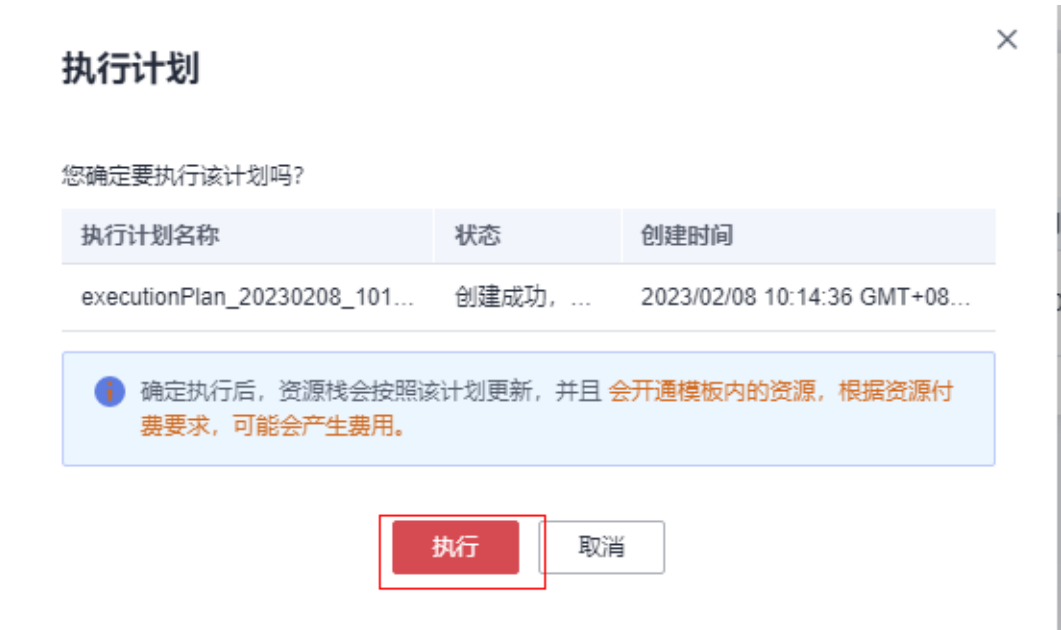 执行计划
您确定要执行该计划吗?
执行计划名称 状态 创建时间
executionPlan_20230208_101... 创建成功, ... 2023/02/08 10:14:36 GMT+08...
确定执行后，资源栈会按照该计划更新，并且 会开通模板内的资源，根据资源付
费要求，可能会产生费用。
执行 取消